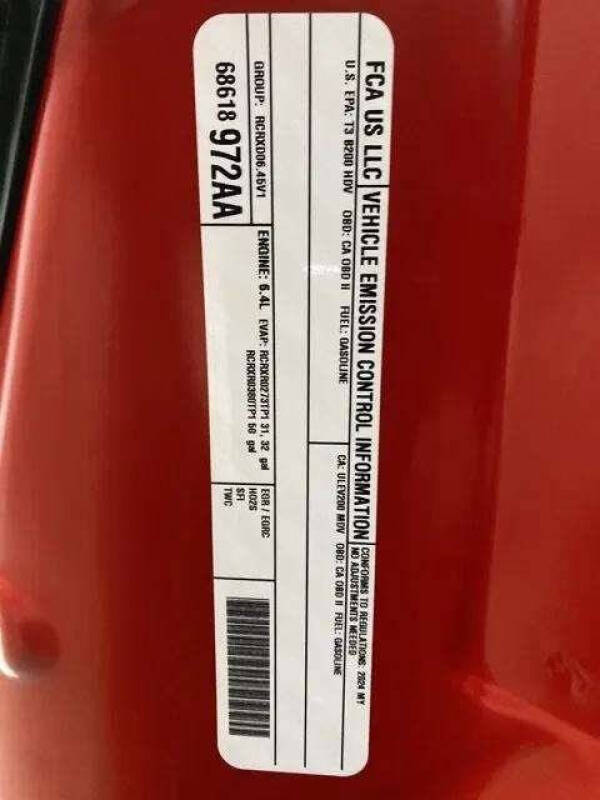 FCA US LLC
VEHICLE EMISSION CONTROL INFORMATION
CONFORMS TO REGULATIONS: 2024 MY
NO ADJUSTMENTS NEEDED
U.S. EPA: T3 B200 HDV OBD: CA OBD II FUEL: GASOLINE
CA: ULEV200 MDV OBD: CA OBD II FUEL: GASOLINE
GROUP: RCRXD06.45V1
ENGINE: 6.4L EVAP: RCRXR0273TP1 31, 32 gal
RCRXR0380TP1 50 gal
EGR / EGRC
HO2S
SFI
TWC
68618 972AA